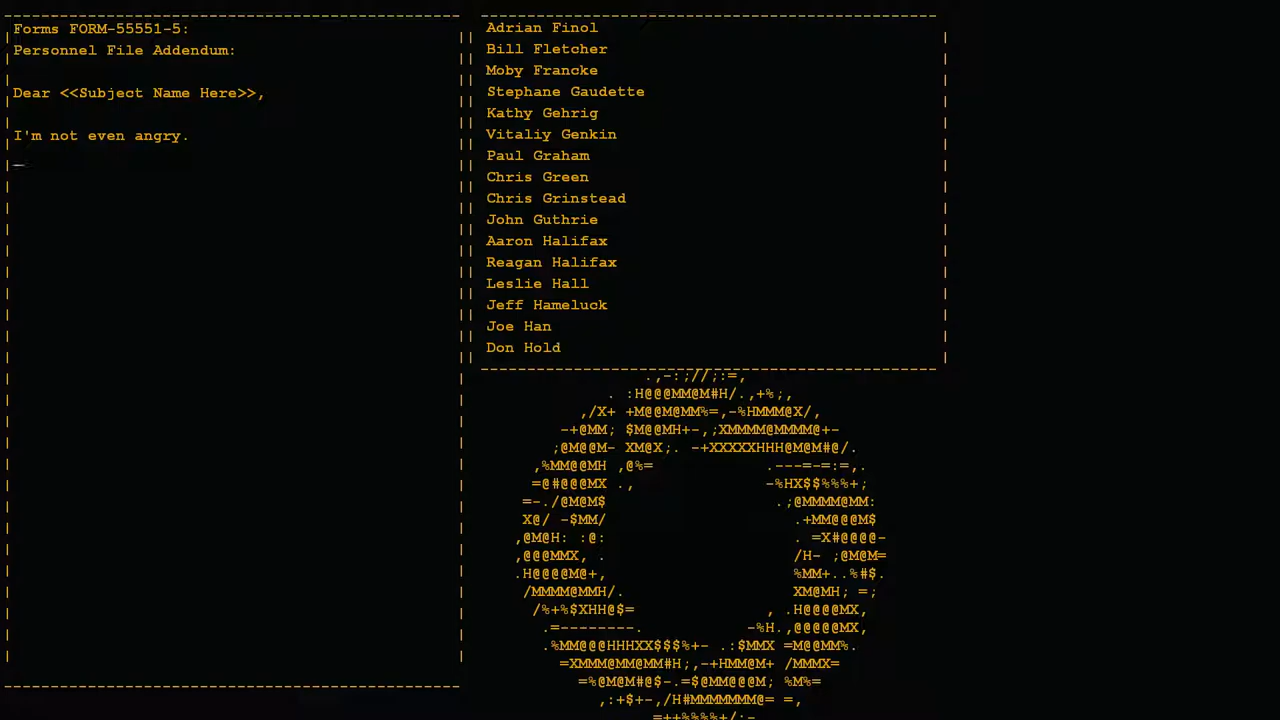 Forms FORM-55551-5:
Personnel File Addendum:
Dear <<Subject Name Here>>,
I'm not even angry.
Adrian Finol
Bill Fletcher
Moby Francke
Stephane Gaudette
Kathy Gehrig
Vitaliy Genkin
Paul Graham
Chris Green
Chris Grinstead
John Guthrie
Aaron Halifax
Reagan Halifax
Leslie Hall
Jeff Hameluck
Joe Han
Don Hold